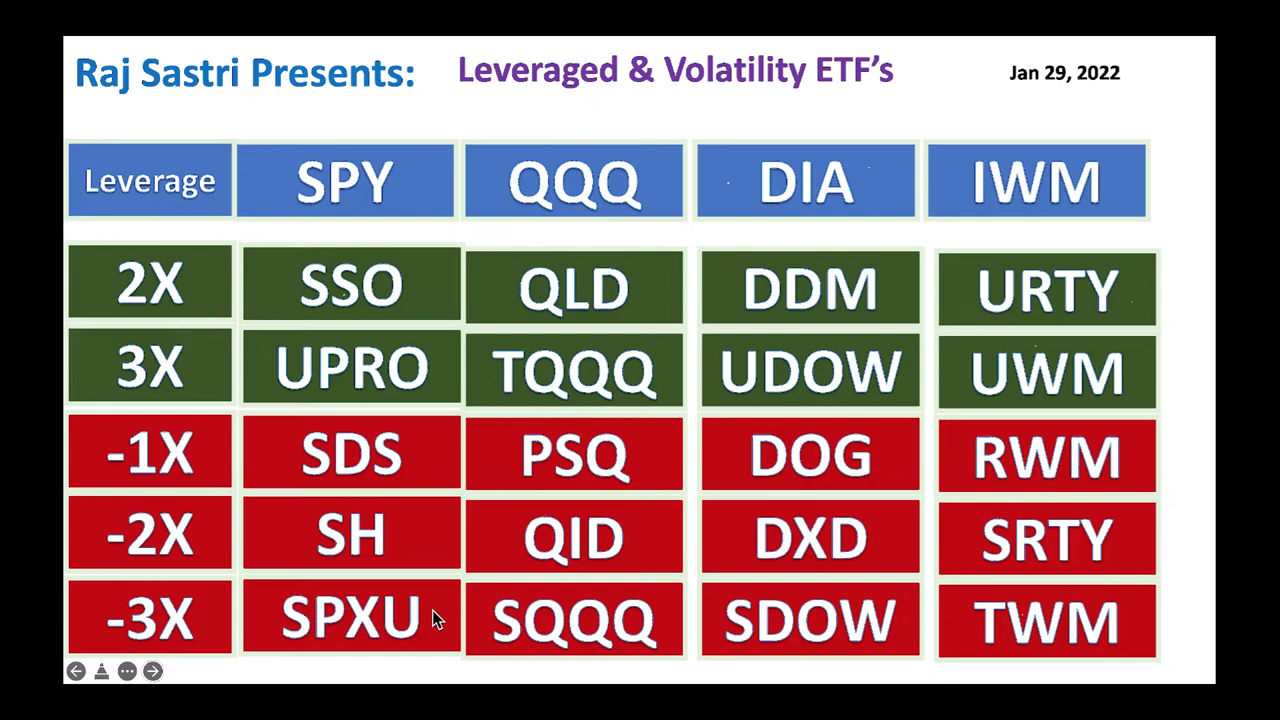 Raj Sastri Presents: Leveraged & Volatility ETF's Jan 29, 2022
Leverage SPY QQQ DIA IWM
2X SSO QLD DDM URTY
3X UPRO TQQQ UDOW UWM
-1X SDS PSQ DOG RWM
-2X SH QID DXD SRTY
-3X SPXU SQQQ SDOW TWM